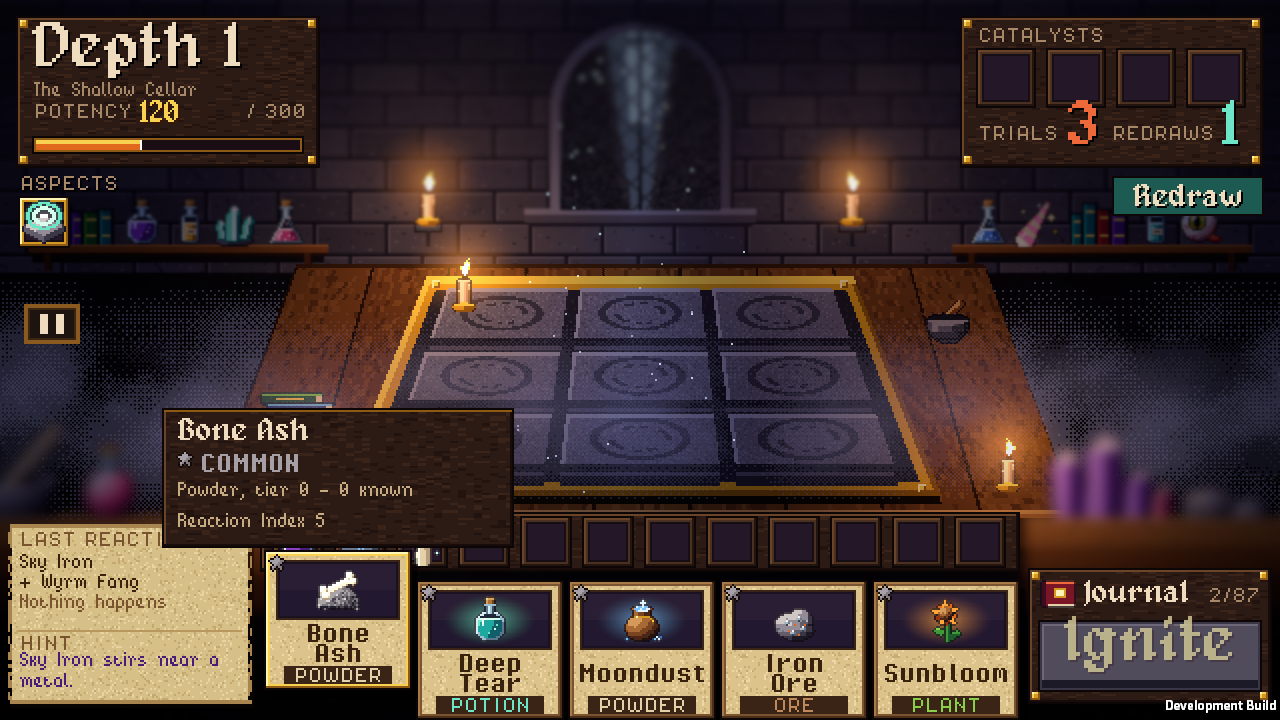 Depth 1
The Shallow Cellar
POTENCY 120 / 300
ASPECTS
CATALYSTS
TRIALS 3 REDRAWS 1
Redraw
Bone Ash
COMMON
Powder, tier 0 - 0 known
Reaction Index 5
LAST REACTI
Sky Iron
+ Wyrm Fang
Nothing happens
HINT
Sky Iron stirs near a
metal.
Bone
Ash
POWDER
Deep
Tear
POTION
Moondust
POWDER
Iron
Ore
ORE
Sunbloom
PLANT
Journal 2/87
Ignite
Development Build